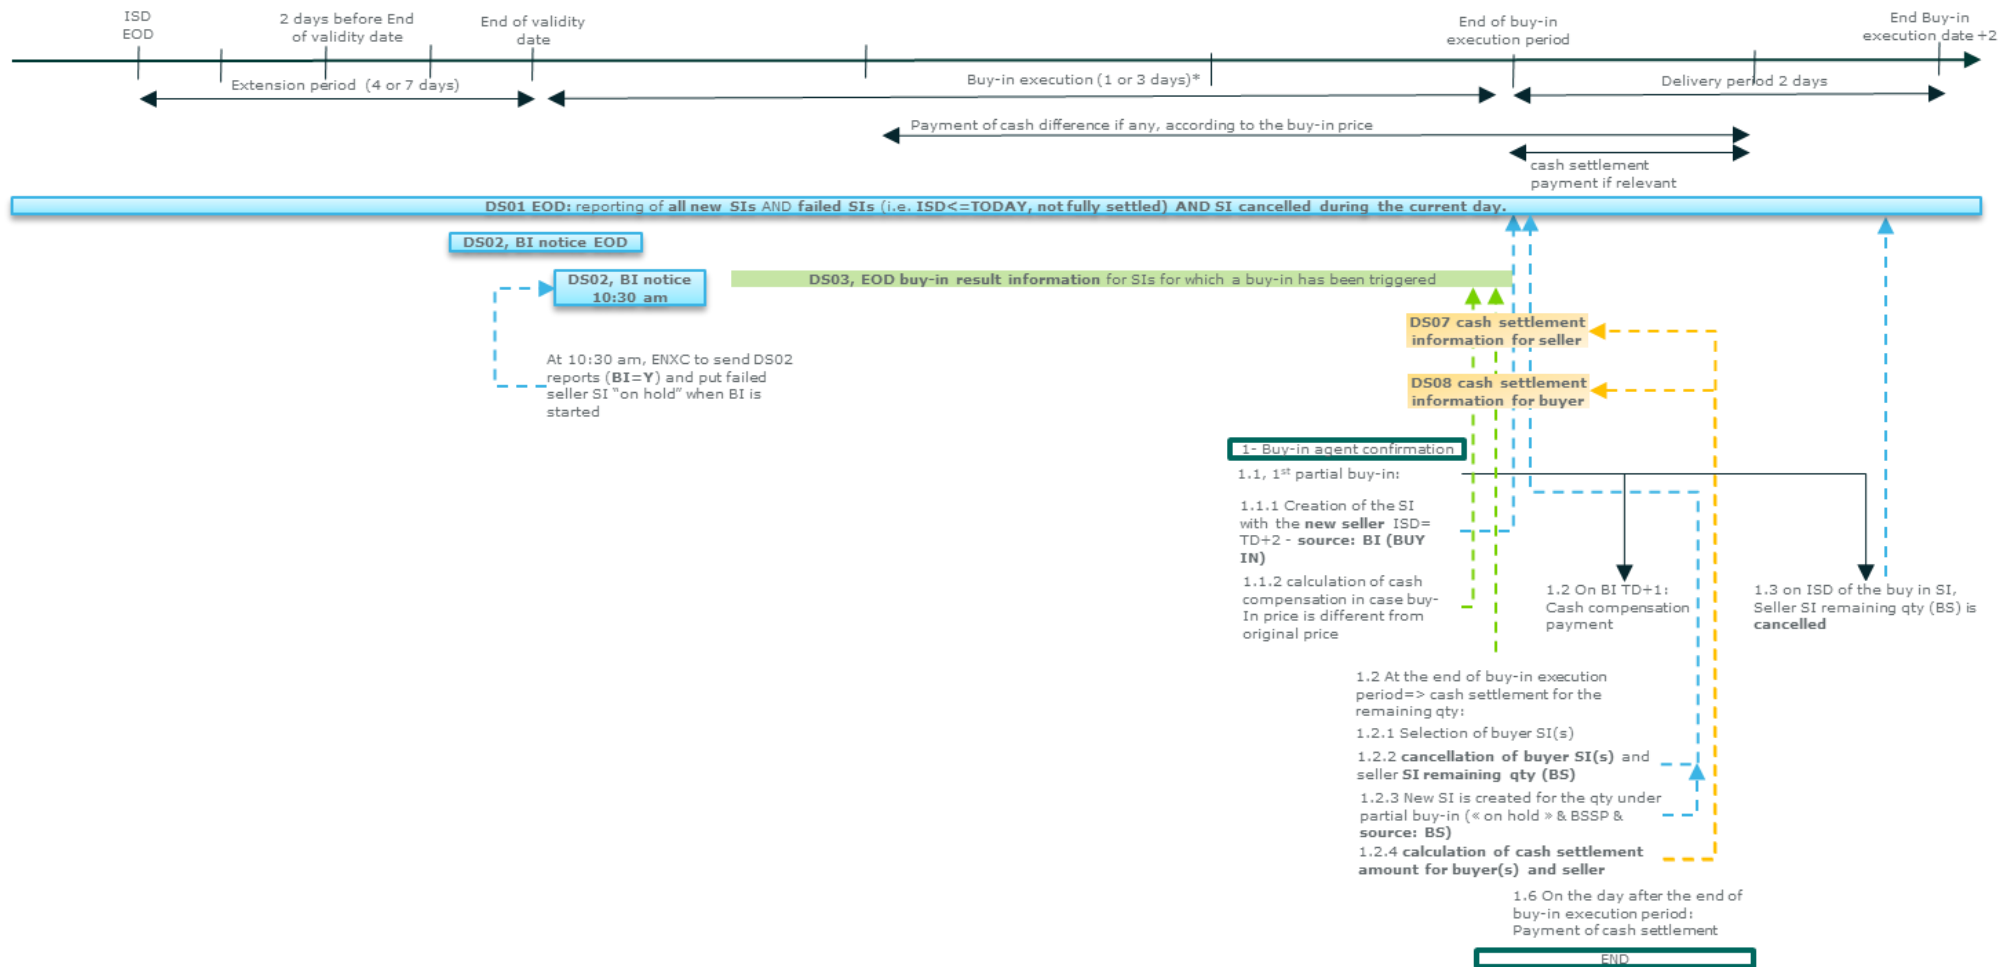 ISD
EOD
2 days before End
of validity date
End of validity
date
End of buy-in
execution period
End Buy-in
execution date +2
Extension period (4 or 7 days)
Buy-in execution (1 or 3 days)*
Delivery period 2 days
Payment of cash difference if any, according to the buy-in price
cash settlement
payment if relevant
DS01 EOD: reporting of all new SIs AND failed SIs (i.e. ISD<=TODAY, not fully settled) AND SI cancelled during the current day.
DS02, BI notice EOD
DS02, BI notice
10:30 am
DS03, EOD buy-in result information for SIs for which a buy-in has been triggered
At 10:30 am, ENXC to send DS02
reports (BI=Y) and put failed
seller SI "on hold" when BI is
started
DS07 cash settlement
information for seller
DS08 cash settlement
information for buyer
1- Buy-in agent confirmation
1.1, 1st partial buy-in:
1.1.1 Creation of the SI
with the new seller ISD=
TD+2 - source: BI (BUY
IN)
1.1.2 calculation of cash
compensation in case buy-
In price is different from
original price
1.2 On BI TD+1:
Cash compensation
payment
1.3 on ISD of the buy in SI,
Seller SI remaining qty (BS) is
cancelled
1.2 At the end of buy-in execution
period=> cash settlement for the
remaining qty:
1.2.1 Selection of buyer SI(s)
1.2.2 cancellation of buyer SI(s) and
seller SI remaining qty (BS)
1.2.3 New SI is created for the qty under
partial buy-in (« on hold » & BSSP &
source: BS)
1.2.4 calculation of cash settlement
amount for buyer(s) and seller
1.6 On the day after the end of
buy-in execution period:
Payment of cash settlement
END